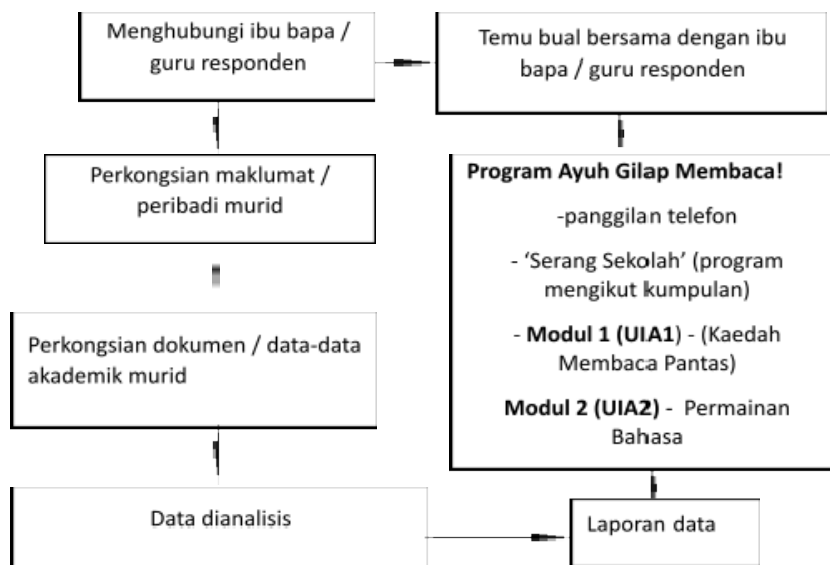 Menghubungi ibu bapa /
guru responden
Temu bual bersama dengan ibu
bapa / guru responden
Perkongsian maklumat /
peribadi murid
Program Ayuh Gilap Membaca!
-panggilan telefon
- ‘Serang Sekolah’ (program
mengikut kumpulan)
- Modul 1 (UIA1) - (Kaedah
Membaca Pantas)
Modul 2 (UIA2) - Permainan
Bahasa
Perkongsian dokumen / data-data
akademik murid
Data dianalisis
Laporan data